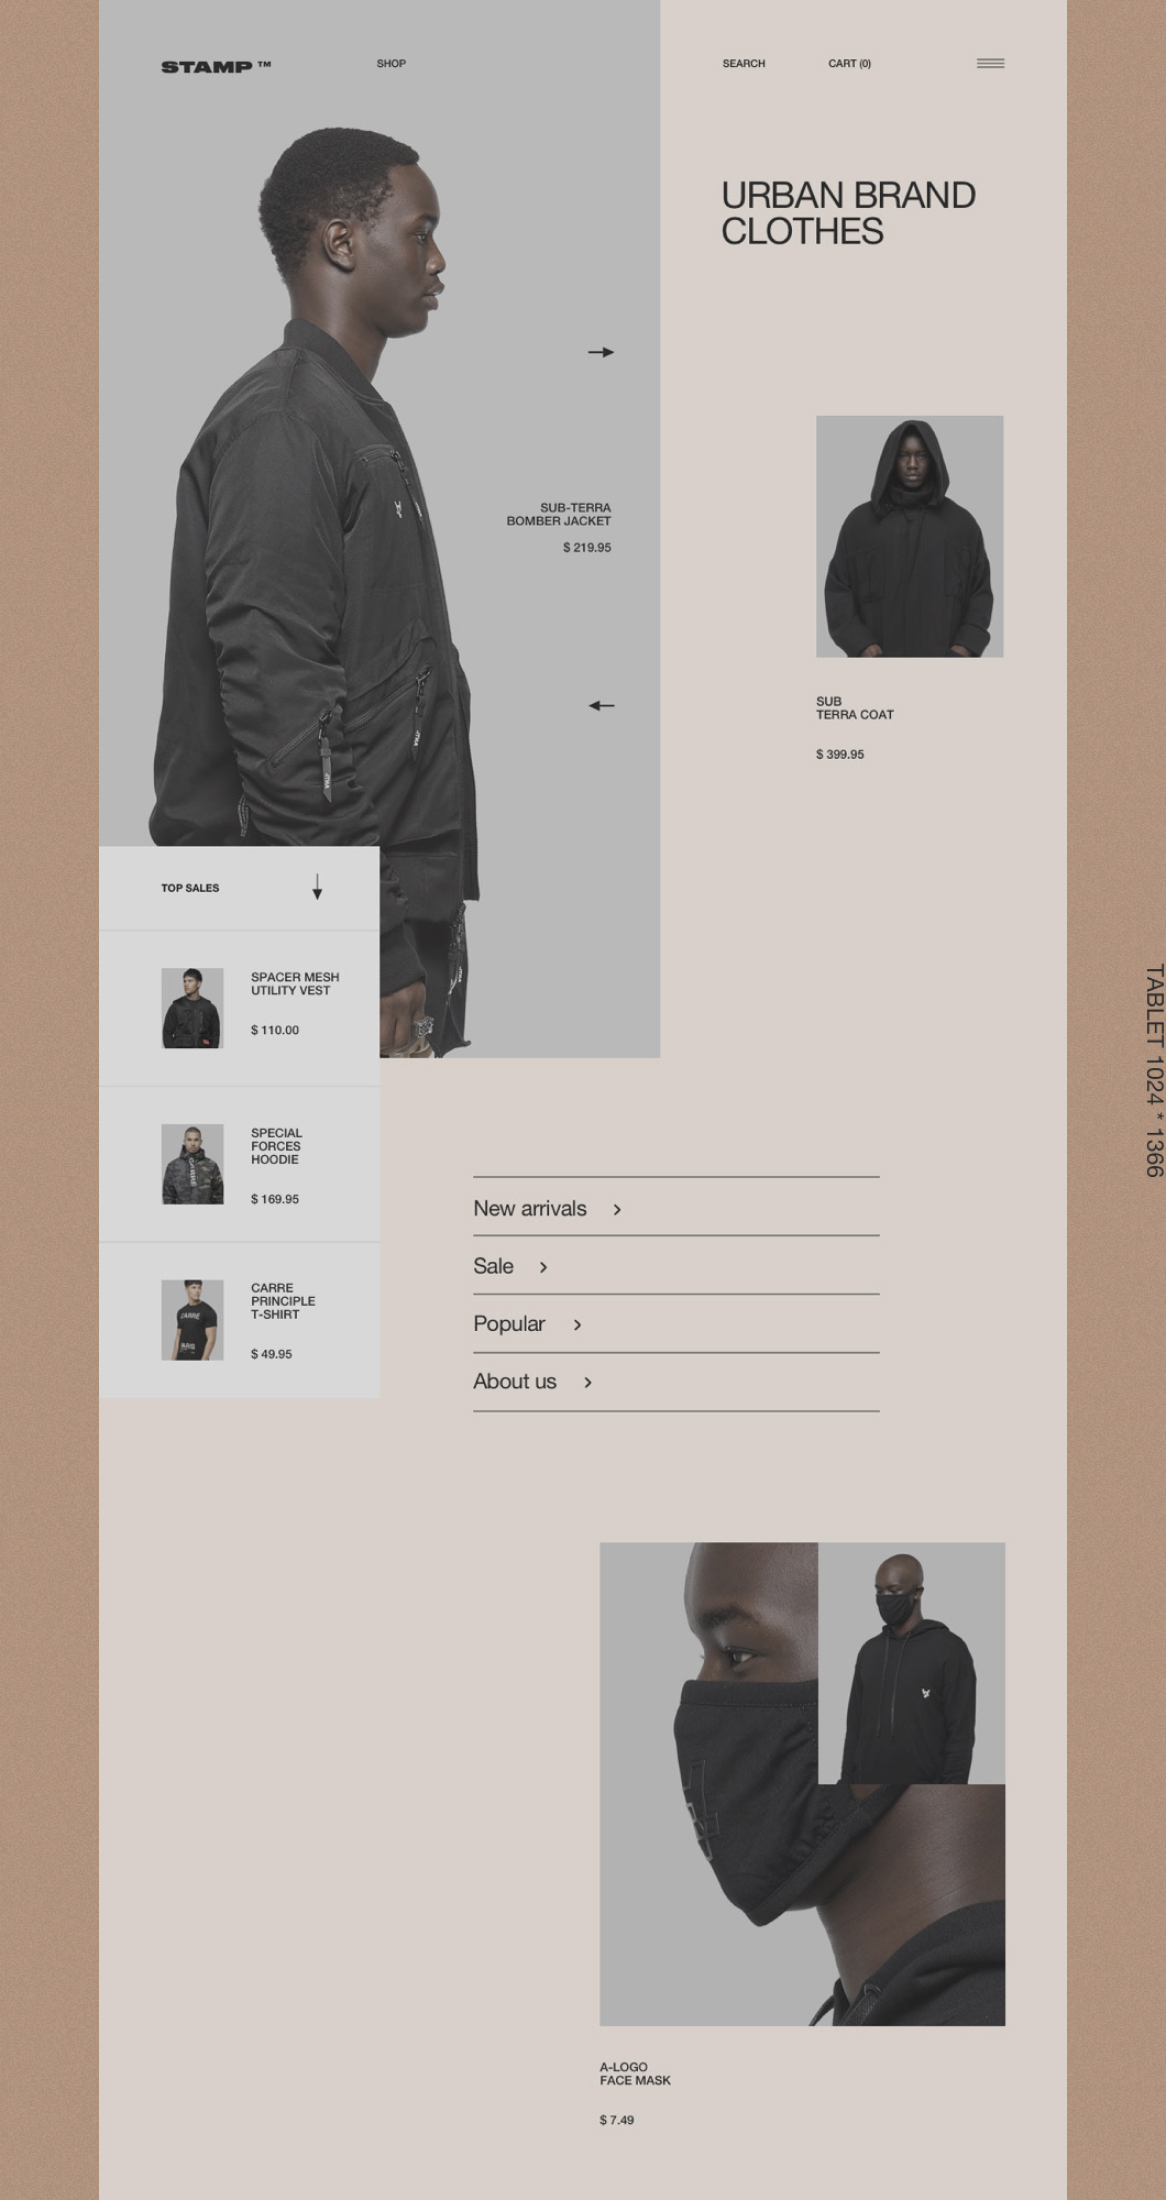 STAMP ™
SHOP
SEARCH
CART (0)
URBAN BRAND
CLOTHES
SUB-TERRA
BOMBER JACKET
$ 219.95
SUB
TERRA COAT
$ 399.95
TOP SALES
SPACER MESH
UTILITY VEST
$ 110.00
SPECIAL
FORCES
HOODIE
$ 169.95
CARRE
PRINCIPLE
T-SHIRT
$ 49.95
New arrivals
Sale
Popular
About us
A-LOGO
FACE MASK
$ 7.49
TABLET 1024 * 1366